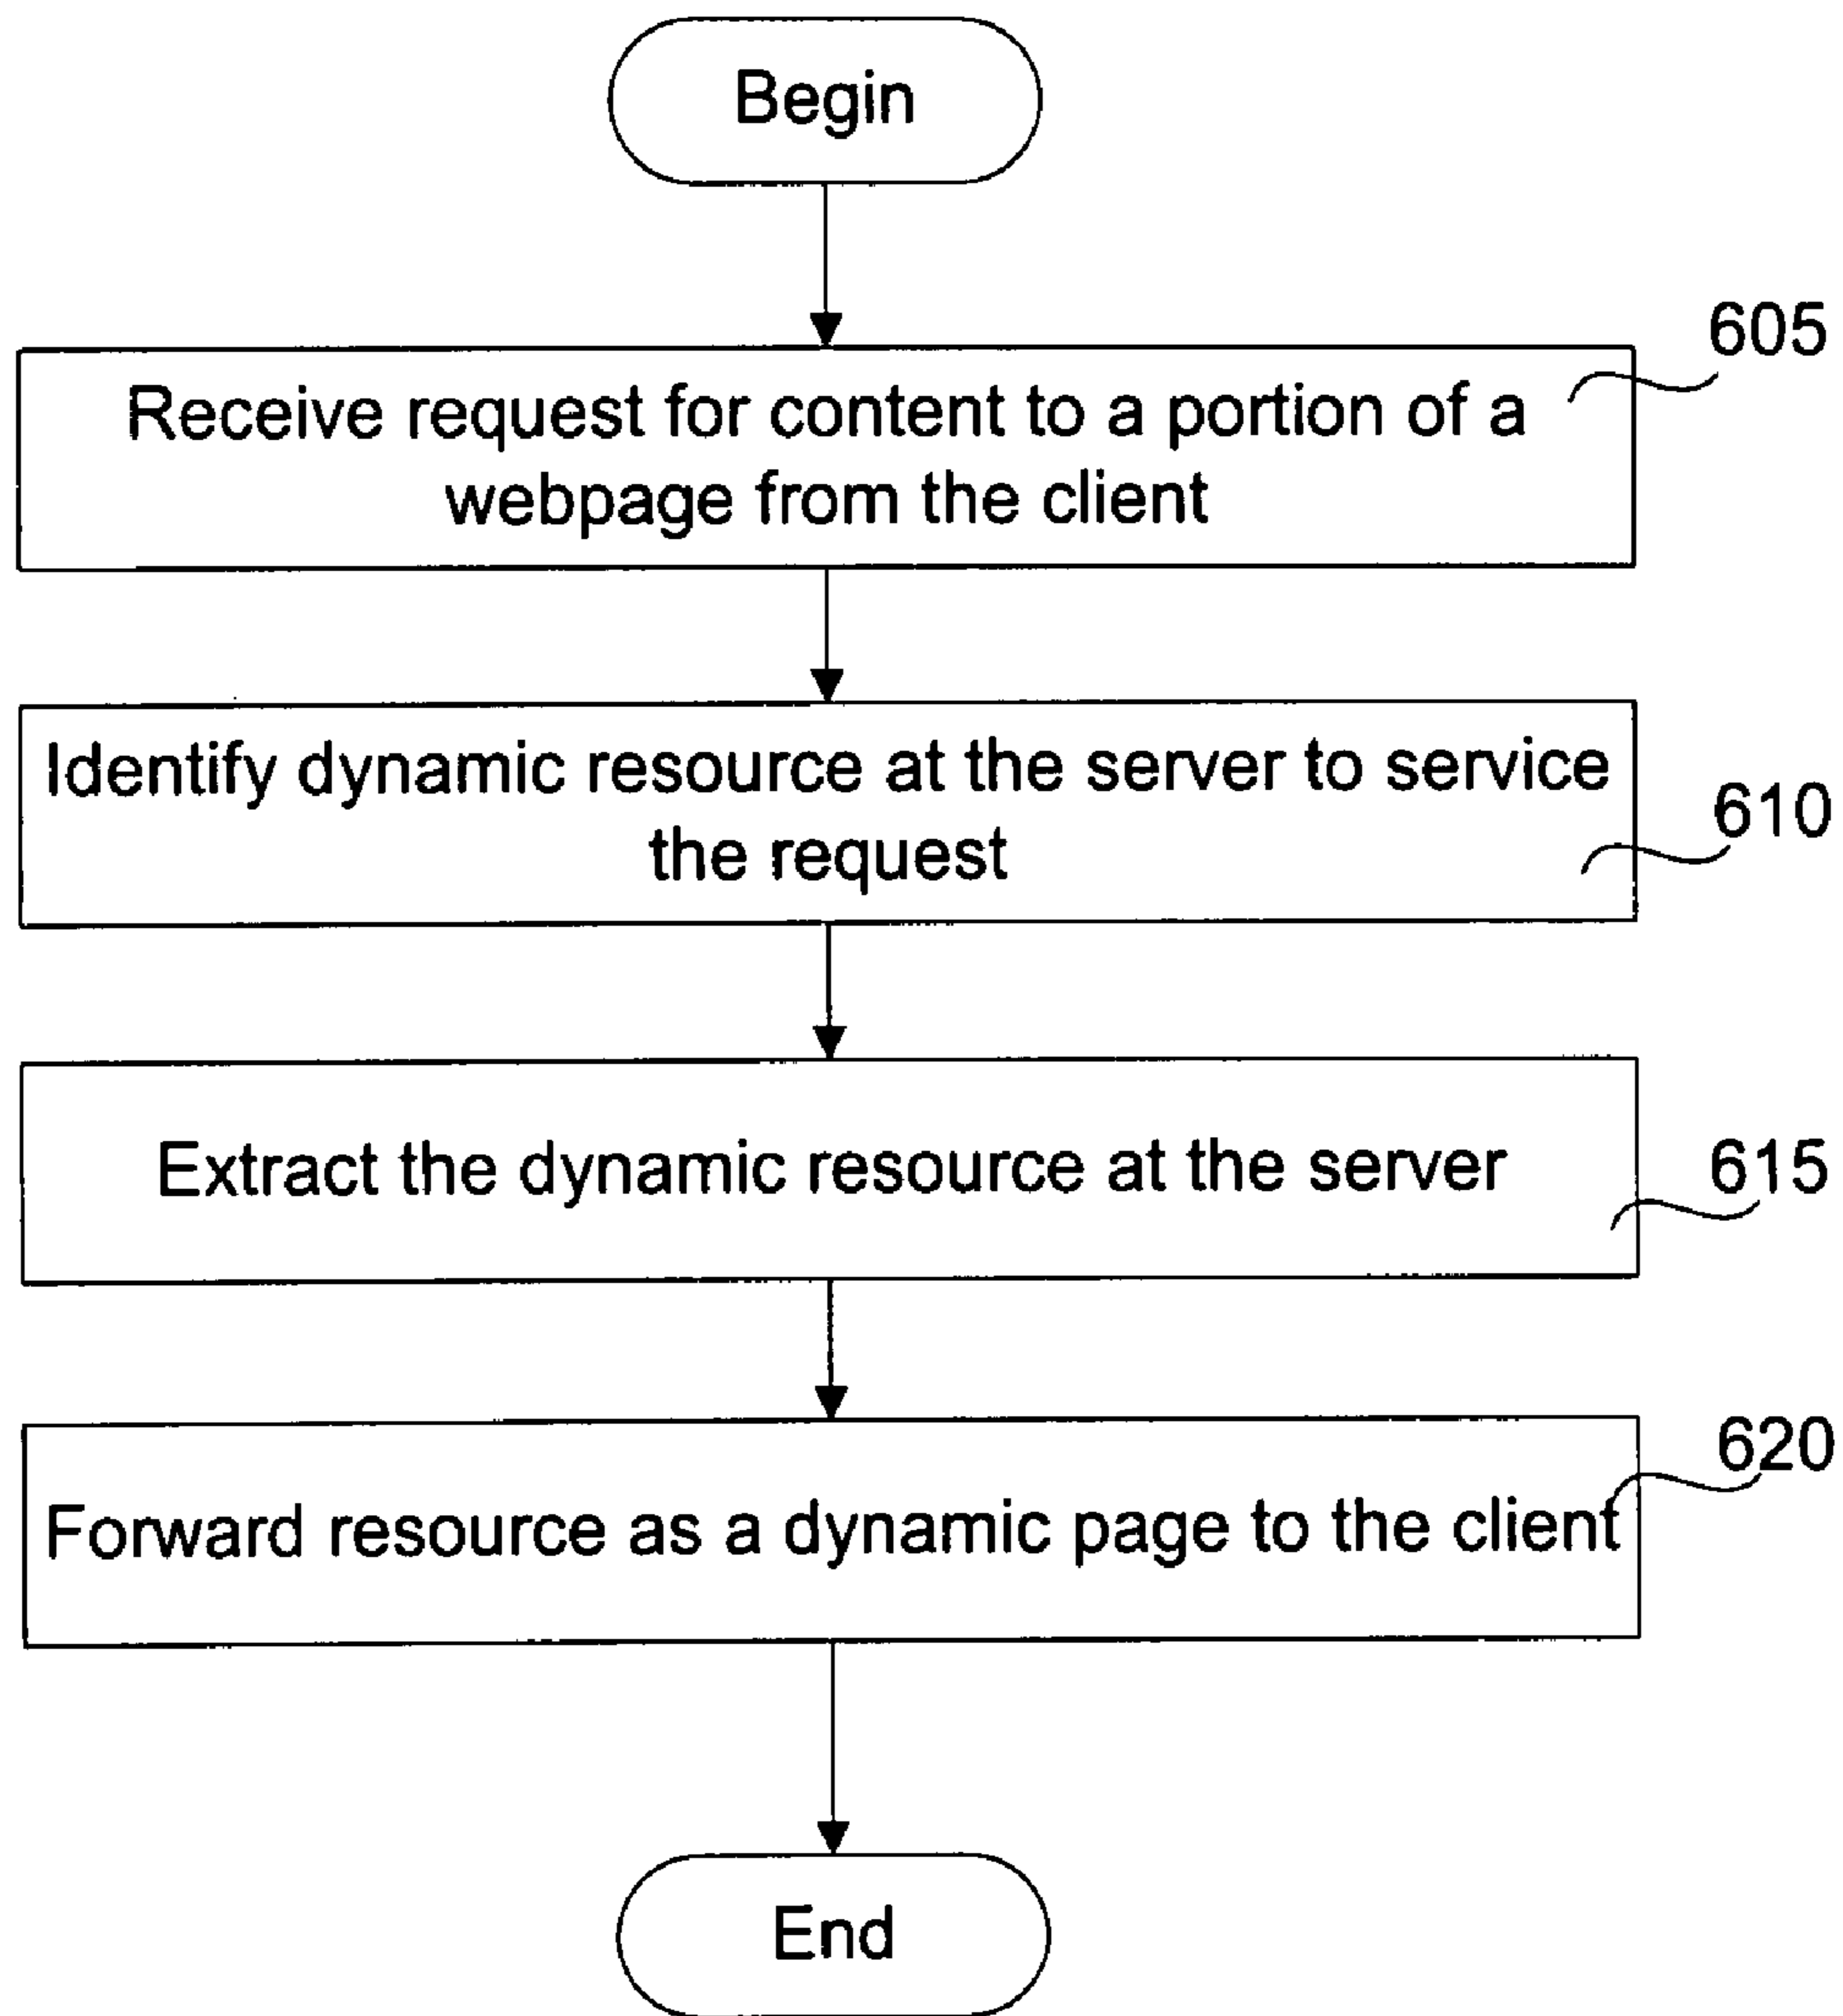 Begin
605
Receive request for content to a portion of a
webpage from the client
Identify dynamic resource at the server to service
the request
610
Extract the dynamic resource at the server
615
620
Forward resource as a dynamic page to the client
End